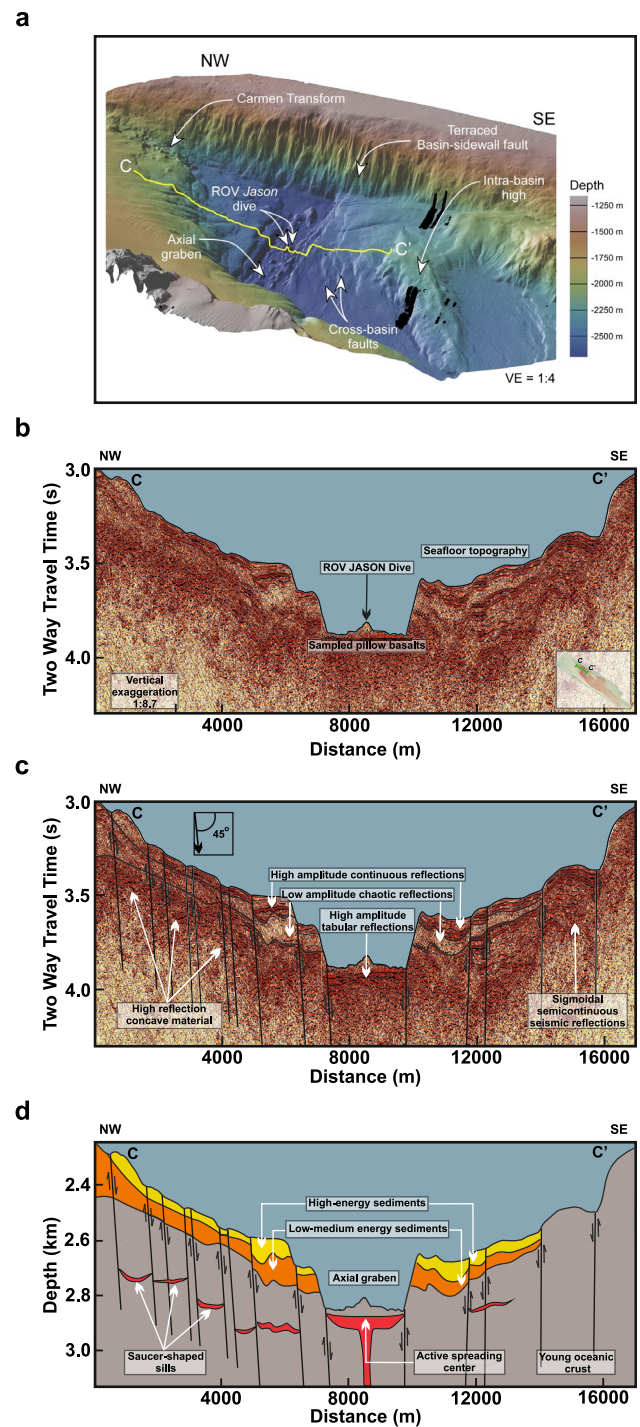 a
NW
SE
Carmen Transform
Terraced
Basin-sidewall fault
C
ROV Jason
dive
Intra-basin
high
Depth
-1250 m
-1500 m
-1750 m
-2000 m
-2250 m
-2500 m
Axial
graben
C'
Cross-basin
faults
VE = 1:4
b
NW
SE
C
C'
Two Way Travel Time (s)
3.0
3.5
4.0
Seafloor topography
ROV JASON Dive
Sampled pillow basalts
Vertical
exaggeration
1:8.7
C
C'
4000
8000
12000
16000
Distance (m)
c
NW
SE
C
C'
45°
Two Way Travel Time (s)
3.0
3.5
4.0
High amplitude continuous reflections
Low amplitude chaotic reflections
High amplitude
tabular reflections
High reflection
concave material
Sigmoidal
semicontinuous
seismic reflections
4000
8000
12000
16000
Distance (m)
d
NW
SE
C
C'
Depth (km)
2.4
2.6
2.8
3.0
High-energy sediments
Low-medium energy sediments
Axial graben
Saucer-shaped
sills
Active spreading
center
Young oceanic
crust
4000
8000
12000
16000
Distance (m)